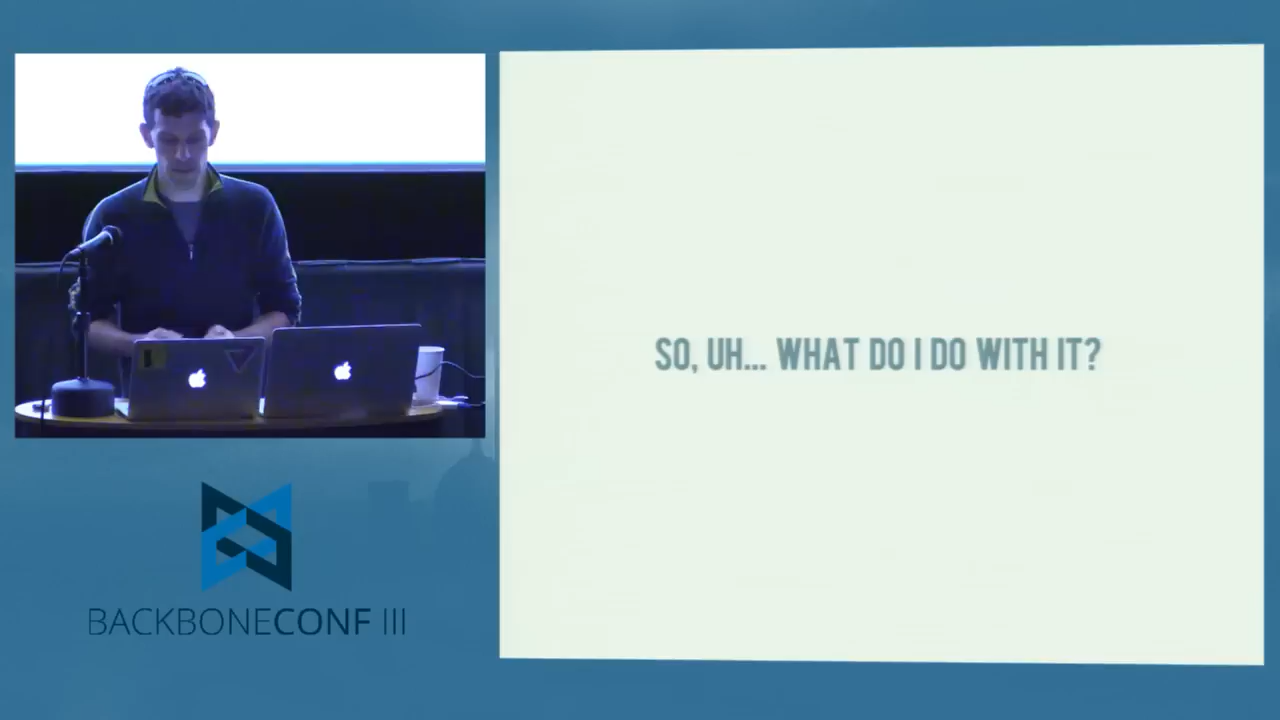 SO, UH... WHAT DO I DO WITH IT?
BACKBONECONF III